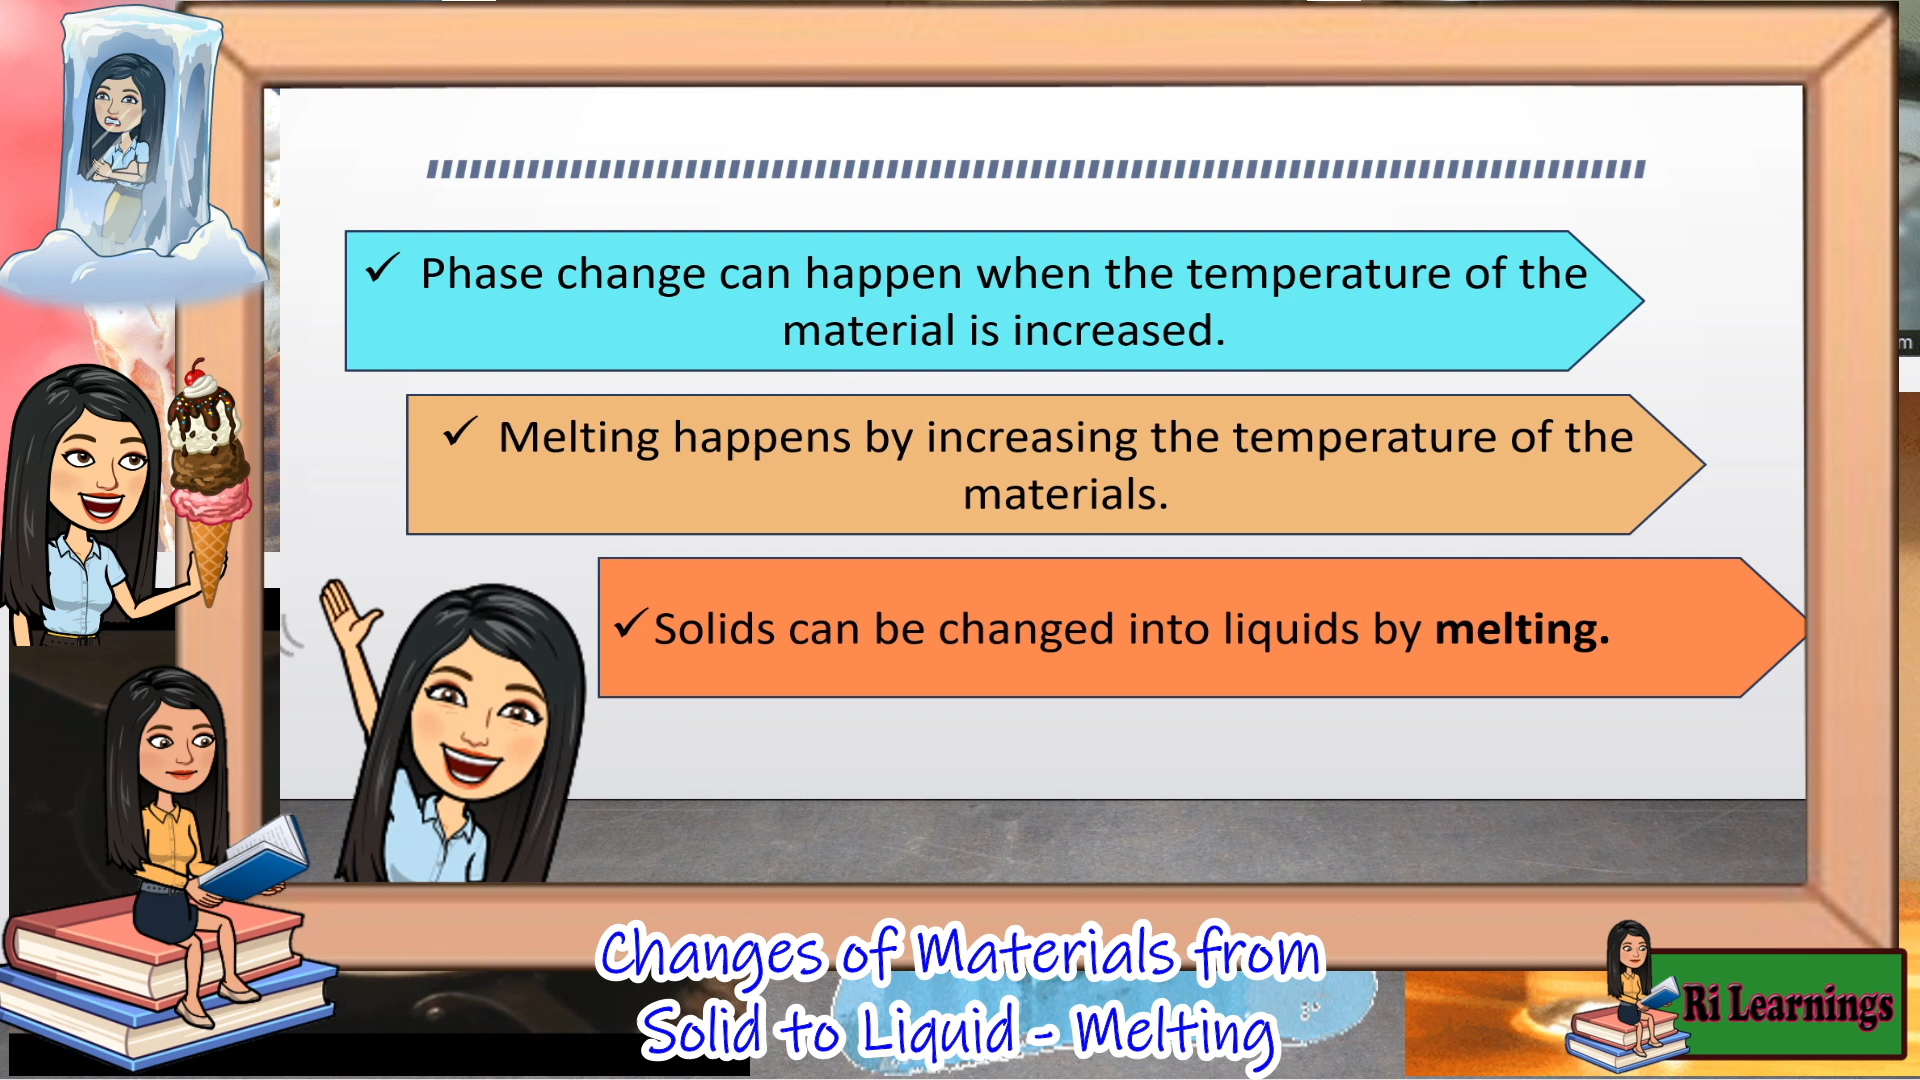 ✓ Phase change can happen when the temperature of the
material is increased.
✓ Melting happens by increasing the temperature of the
materials.
✓Solids can be changed into liquids by melting.
Changes of Materials from
Solid to Liquid - Melting
Ri Learnings